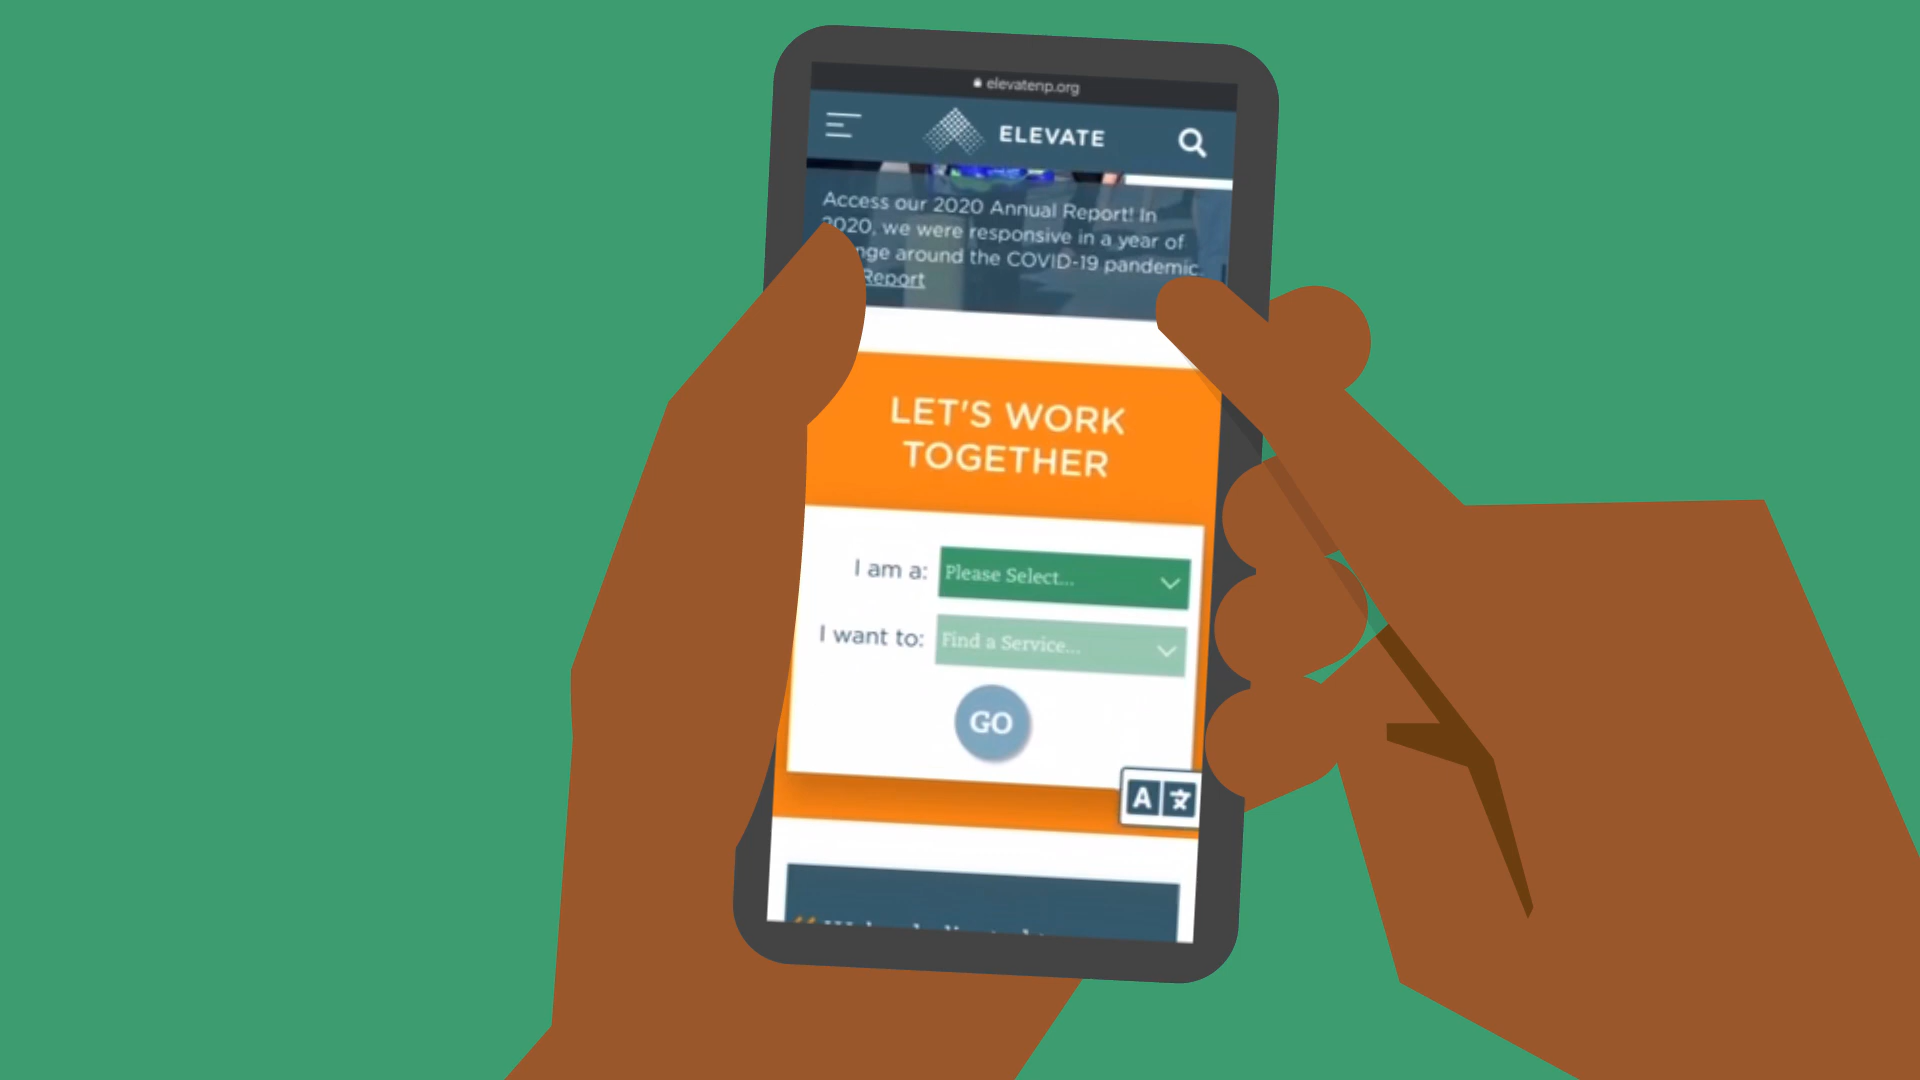 elevatenp.org
ELEVATE
Access our 2020 Annual Report! In
2020, we were responsive in a year of
around the COVID-19 pandemic
Report
LET'S WORK
TOGETHER
I am a: Please Select...
I want to: Find a Service...
GO
A 文